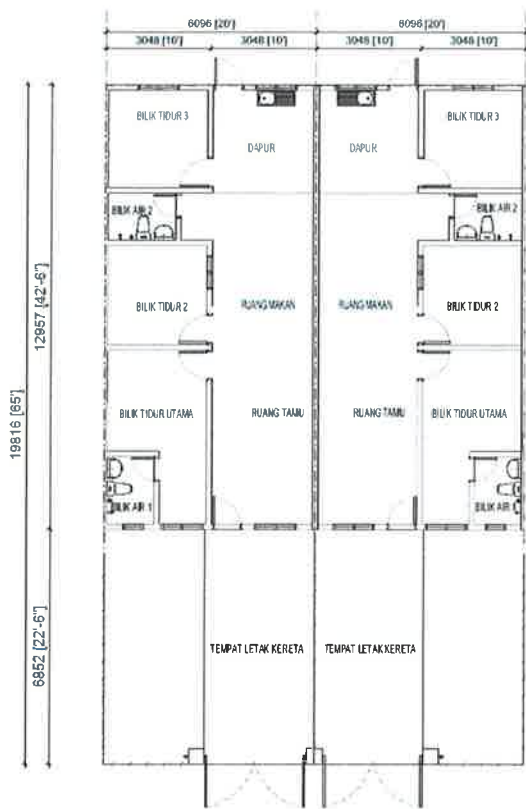 6096 [20'] 6096 [20']
3048 [10'] 3048 [10'] 3048 [10'] 3048 [10']
BILIK TIDUR 3 BILIK TIDUR 3
DAPUR DAPUR
BILIK AIR 2 BILIK AIR 2
BILIK TIDUR 2 RUANG MAKAN RUANG MAKAN BILIK TIDUR 2
12957 [42'-6"]
19816 [65']
BILIK TIDUR UTAMA RUANG TAMU RUANG TAMU BILIK TIDUR UTAMA
BILIK AIR 1 BILIK AIR 1
6852 [22'-6"]
TEMPAT LETAK KERETA TEMPAT LETAK KERETA